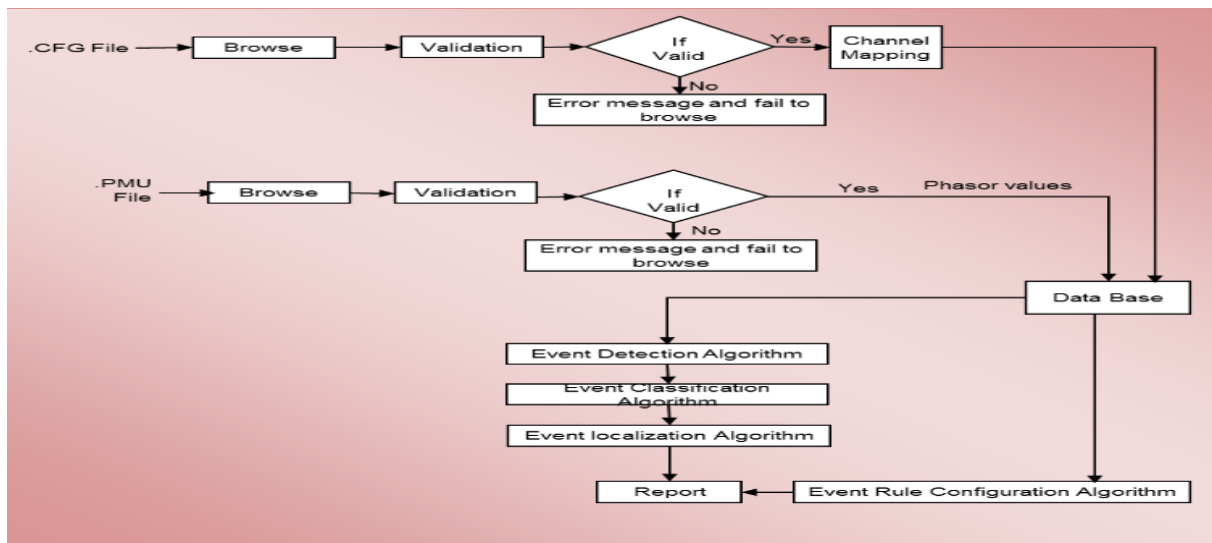 .CFG File
Browse
Validation
If
Valid
Yes
Channel
Mapping
No
Error message and fail to
browse
.PMU
File
Browse
Validation
If
Valid
Yes
Phasor values
No
Error message and fail to
browse
Data Base
Event Detection Algorithm
Event Classification
Algorithm
Event localization Algorithm
Report
Event Rule Configuration Algorithm